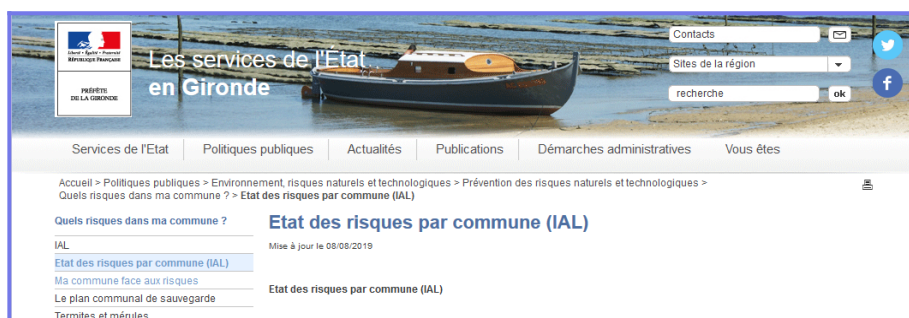 Liberté • Égalité • Fraternité
RÉPUBLIQUE FRANÇAISE
PRÉFÈTE
DE LA GIRONDE
Les services de l'État
en Gironde
Contacts
Sites de la région
recherche
ok
Services de l'Etat
Politiques publiques
Actualités
Publications
Démarches administratives
Vous êtes
Accueil > Politiques publiques > Environnement, risques naturels et technologiques > Prévention des risques naturels et technologiques >
Quels risques dans ma commune ? > Etat des risques par commune (IAL)
Quels risques dans ma commune ?
IAL
Etat des risques par commune (IAL)
Ma commune face aux risques
Le plan communal de sauvegarde
Termites et mérules
Etat des risques par commune (IAL)
Mise à jour le 08/08/2019
Etat des risques par commune (IAL)